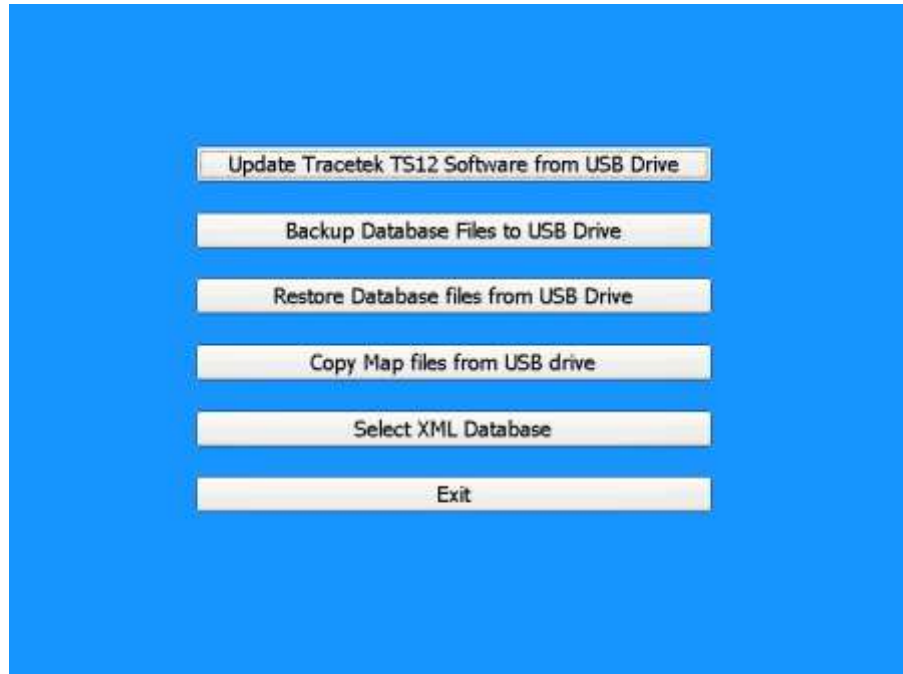 Update Tracetek TS12 Software from USB Drive
Backup Database Files to USB Drive
Restore Database files from USB Drive
Copy Map files from USB drive
Select XML Database
Exit